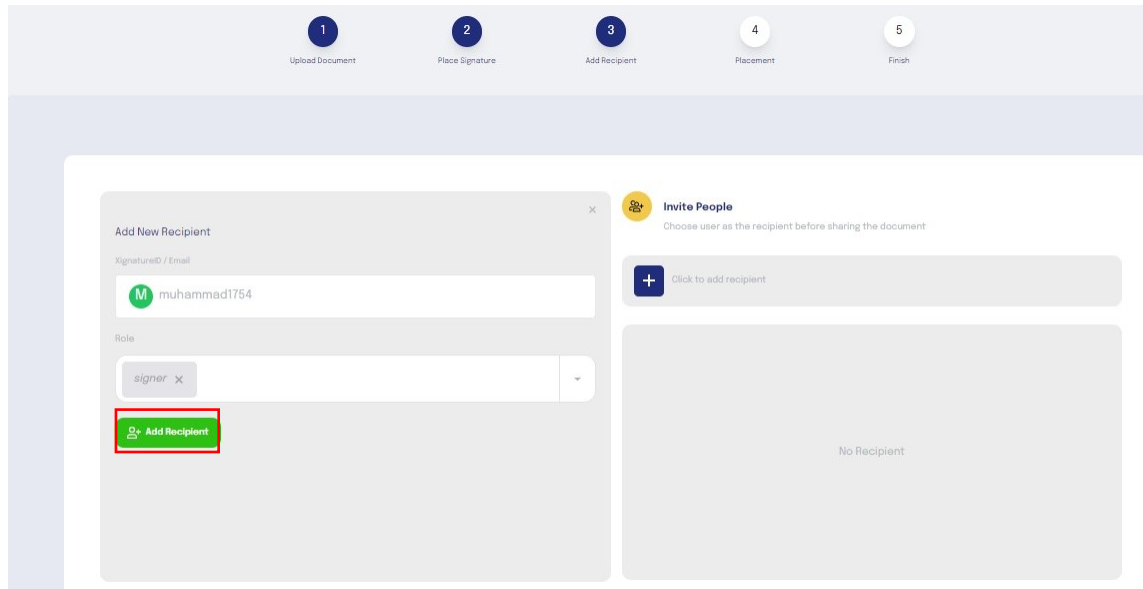 1 2 3 4 5
Upload Document Place Signature Add Recipient Placement Finish
Add New Recipient
XignatureID / Email
M muhammad1754
Role
signer
Add Recipient
Invite People
Choose user as the recipient before sharing the document
Click to add recipient
No Recipient